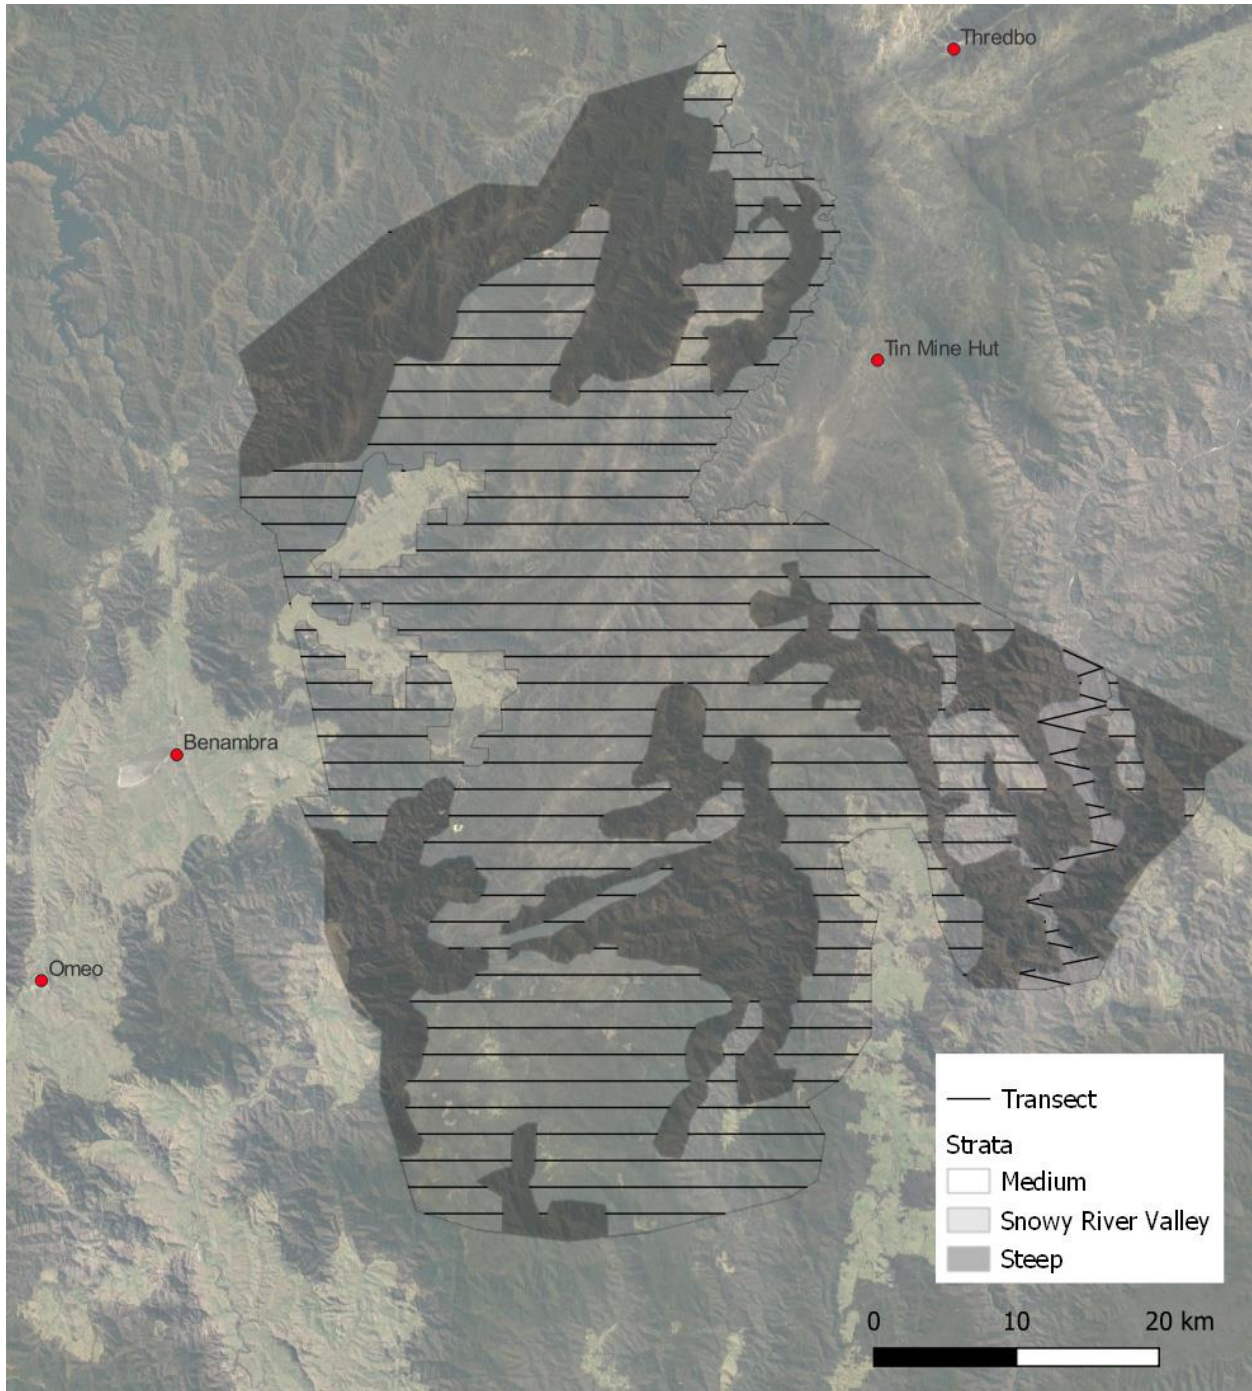 Thredbo
Tin Mine Hut
Benambra
Omeo
Transect
Strata
Medium
Snowy River Valley
Steep
0 10 20 km